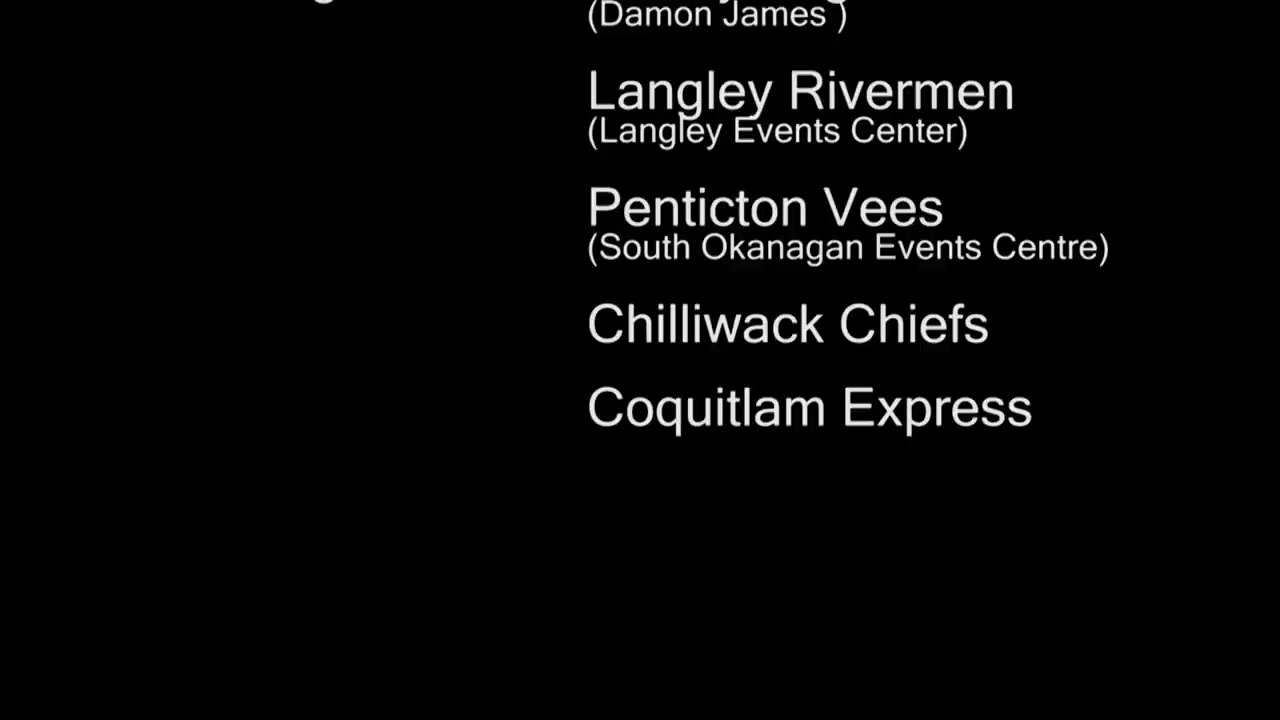 (Damon James )
Langley Rivermen
(Langley Events Center)
Penticton Vees
(South Okanagan Events Centre)
Chilliwack Chiefs
Coquitlam Express